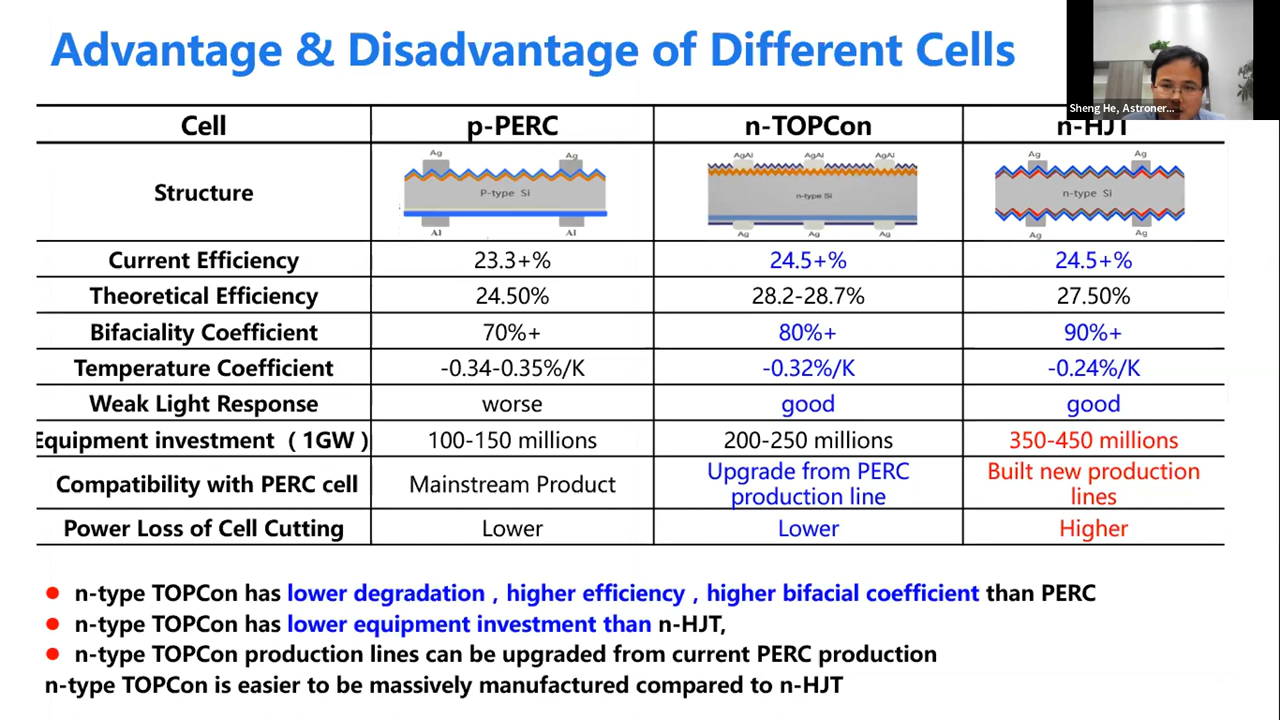 Advantage & Disadvantage of Different Cells
Sheng He, Astroner...
Cell p-PERC n-TOPCon n-HJT
Structure
Ag Ag
P-type Si
Al Al
AgAl AgAl AgAl
n-type Si
Ag Ag Ag
Ag Ag
n-type Si
Ag Ag
Current Efficiency 23.3+% 24.5+% 24.5+%
Theoretical Efficiency 24.50% 28.2-28.7% 27.50%
Bifaciality Coefficient 70%+ 80%+ 90%+
Temperature Coefficient -0.34-0.35%/K -0.32%/K -0.24%/K
Weak Light Response worse good good
Equipment investment（1GW） 100-150 millions 200-250 millions 350-450 millions
Compatibility with PERC cell Mainstream Product Upgrade from PERC
production line
Built new production
lines
Power Loss of Cell Cutting Lower Lower Higher
● n-type TOPCon has lower degradation，higher efficiency，higher bifacial coefficient than PERC
● n-type TOPCon has lower equipment investment than n-HJT,
● n-type TOPCon production lines can be upgraded from current PERC production
n-type TOPCon is easier to be massively manufactured compared to n-HJT